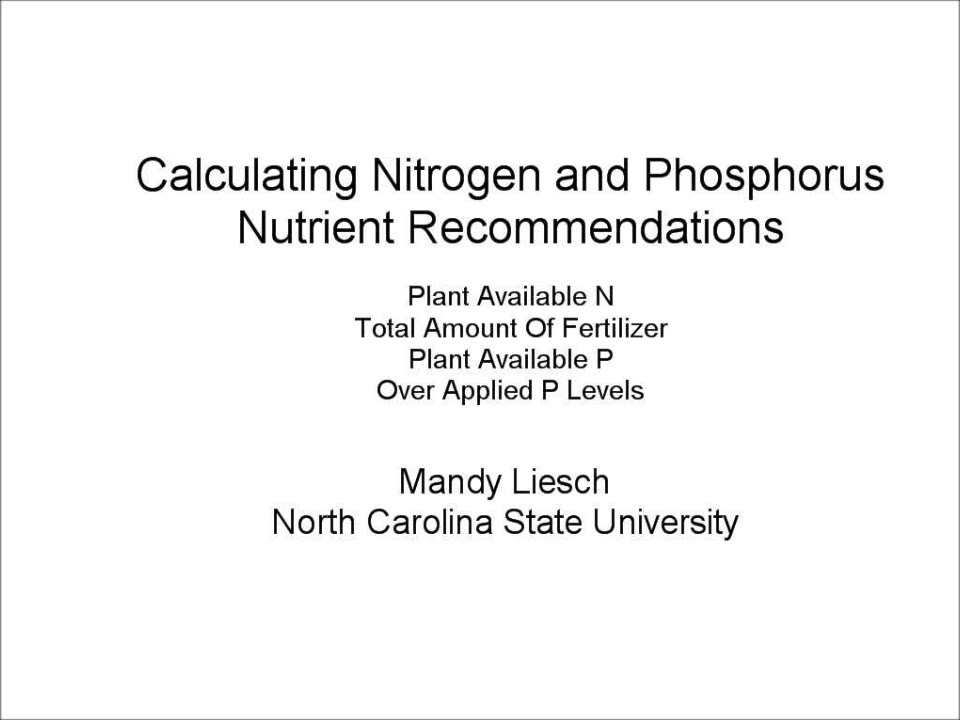 Calculating Nitrogen and Phosphorus
Nutrient Recommendations
Plant Available N
Total Amount Of Fertilizer
Plant Available P
Over Applied P Levels
Mandy Liesch
North Carolina State University